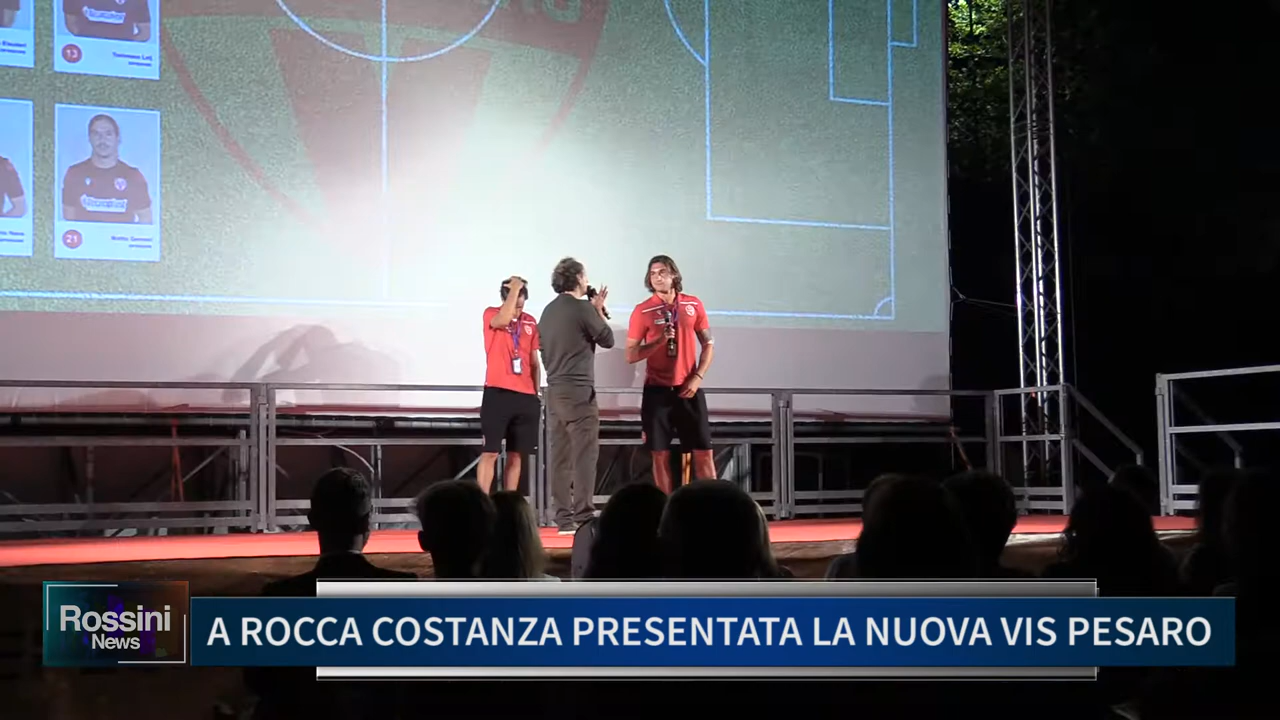 13
21
Rossini
News
A ROCCA COSTANZA PRESENTATA LA NUOVA VIS PESARO